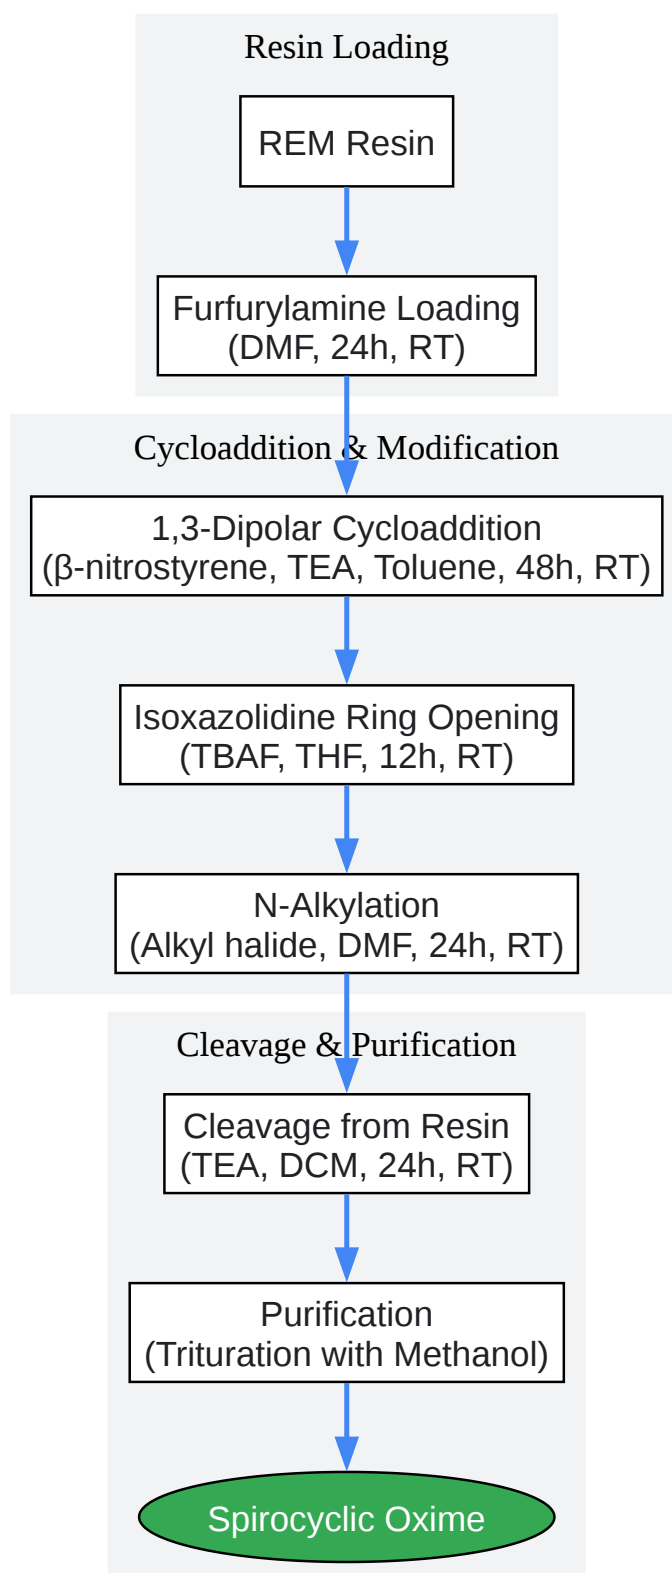 Resin Loading
REM Resin
Furfurylamine Loading
(DMF, 24h, RT)
Cycloaddition & Modification
1,3-Dipolar Cycloaddition
(β-nitrostyrene, TEA, Toluene, 48h, RT)
Isoxazolidine Ring Opening
(TBAF, THF, 12h, RT)
N-Alkylation
(Alkyl halide, DMF, 24h, RT)
Cleavage & Purification
Cleavage from Resin
(TEA, DCM, 24h, RT)
Purification
(Trituration with Methanol)
Spirocyclic Oxime